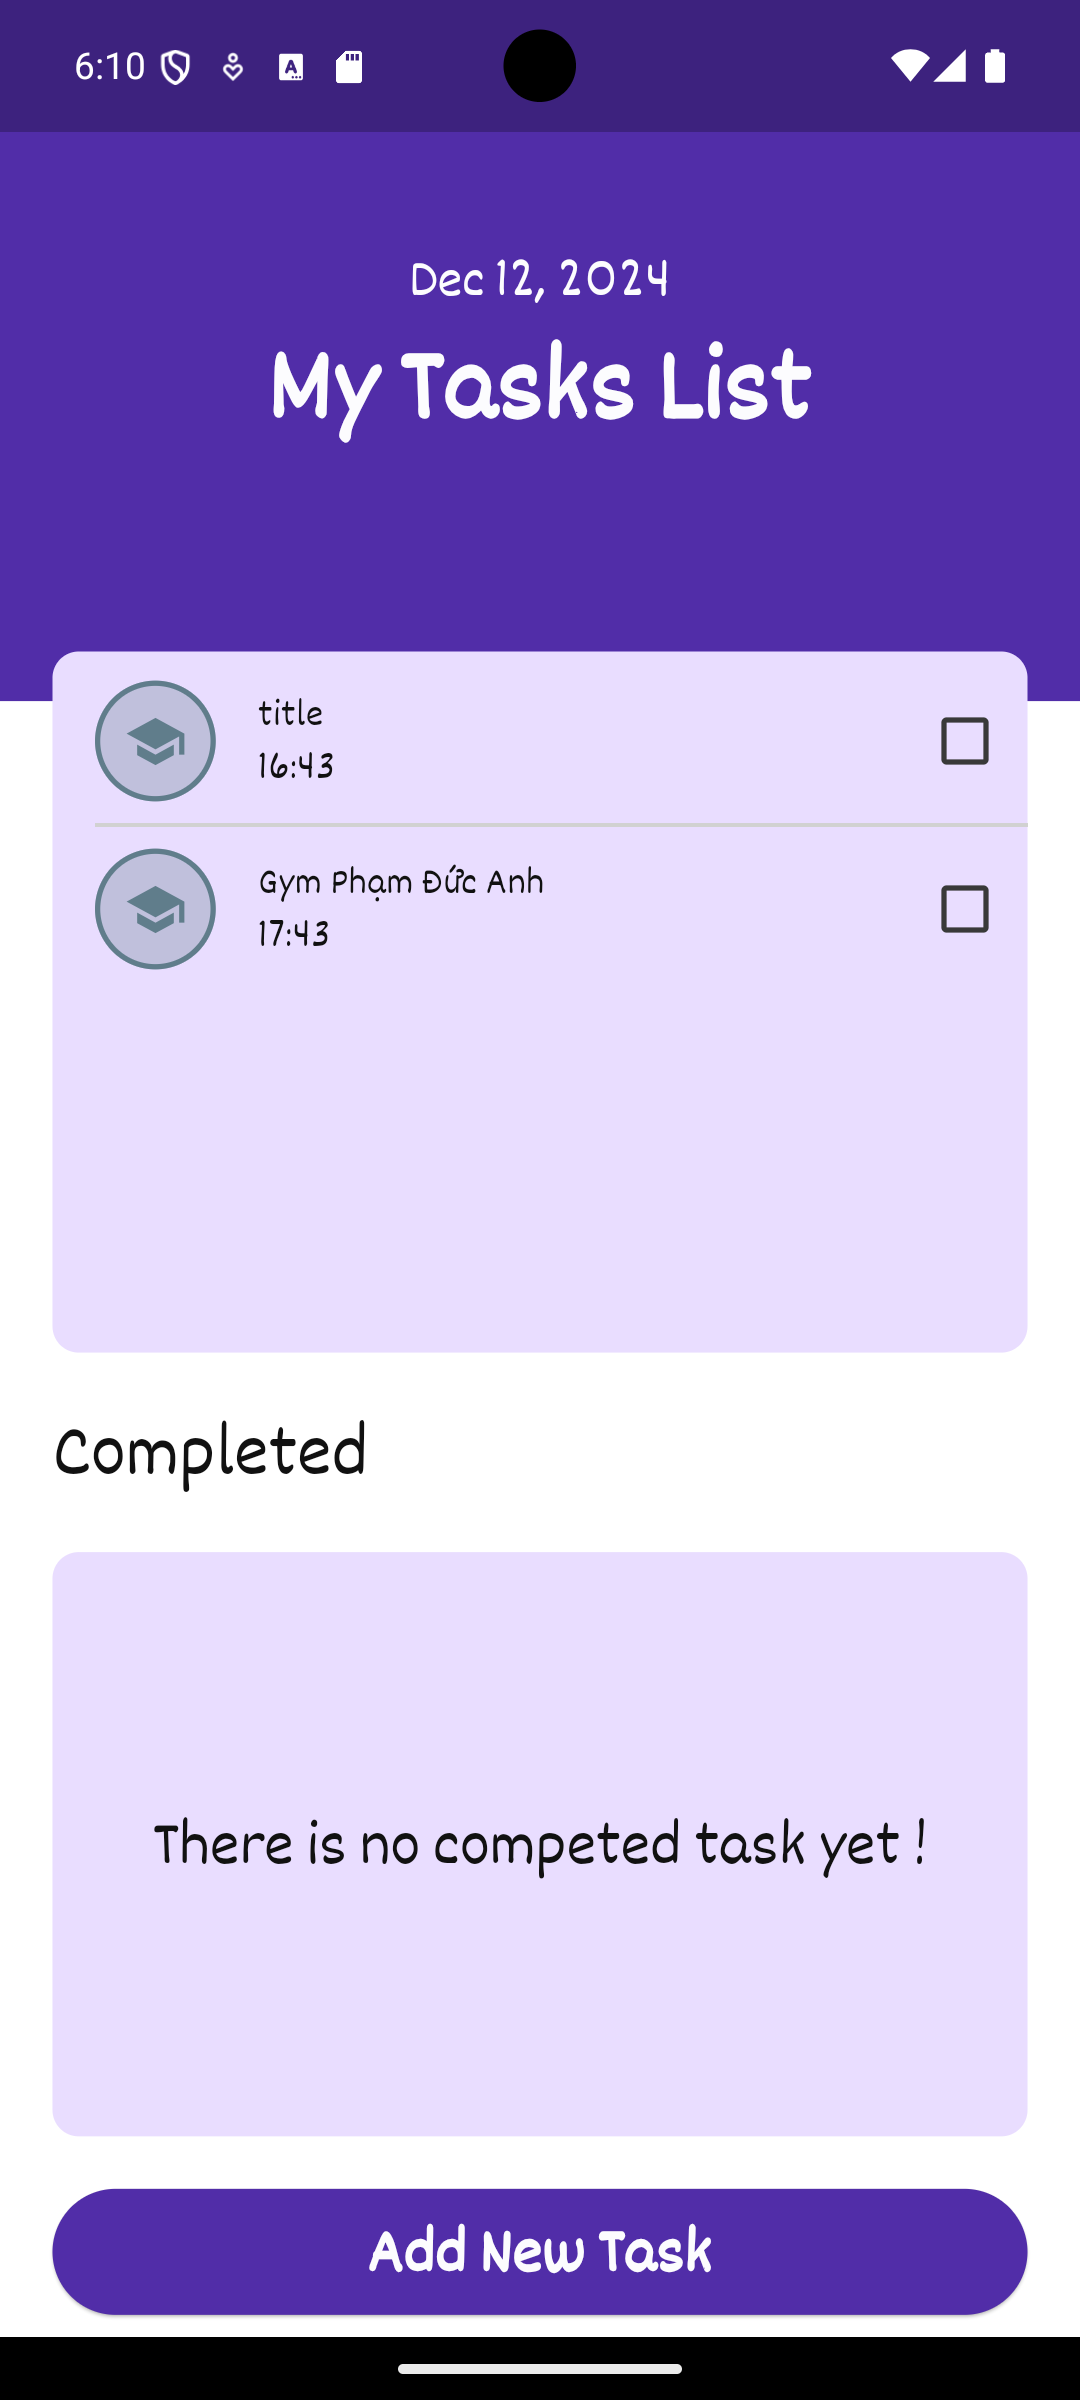 6:10
Dec 12, 2024
My Tasks List
title
16:43
Gym Phạm Đức Anh
17:43
Completed
There is no competed task yet !
Add New Task